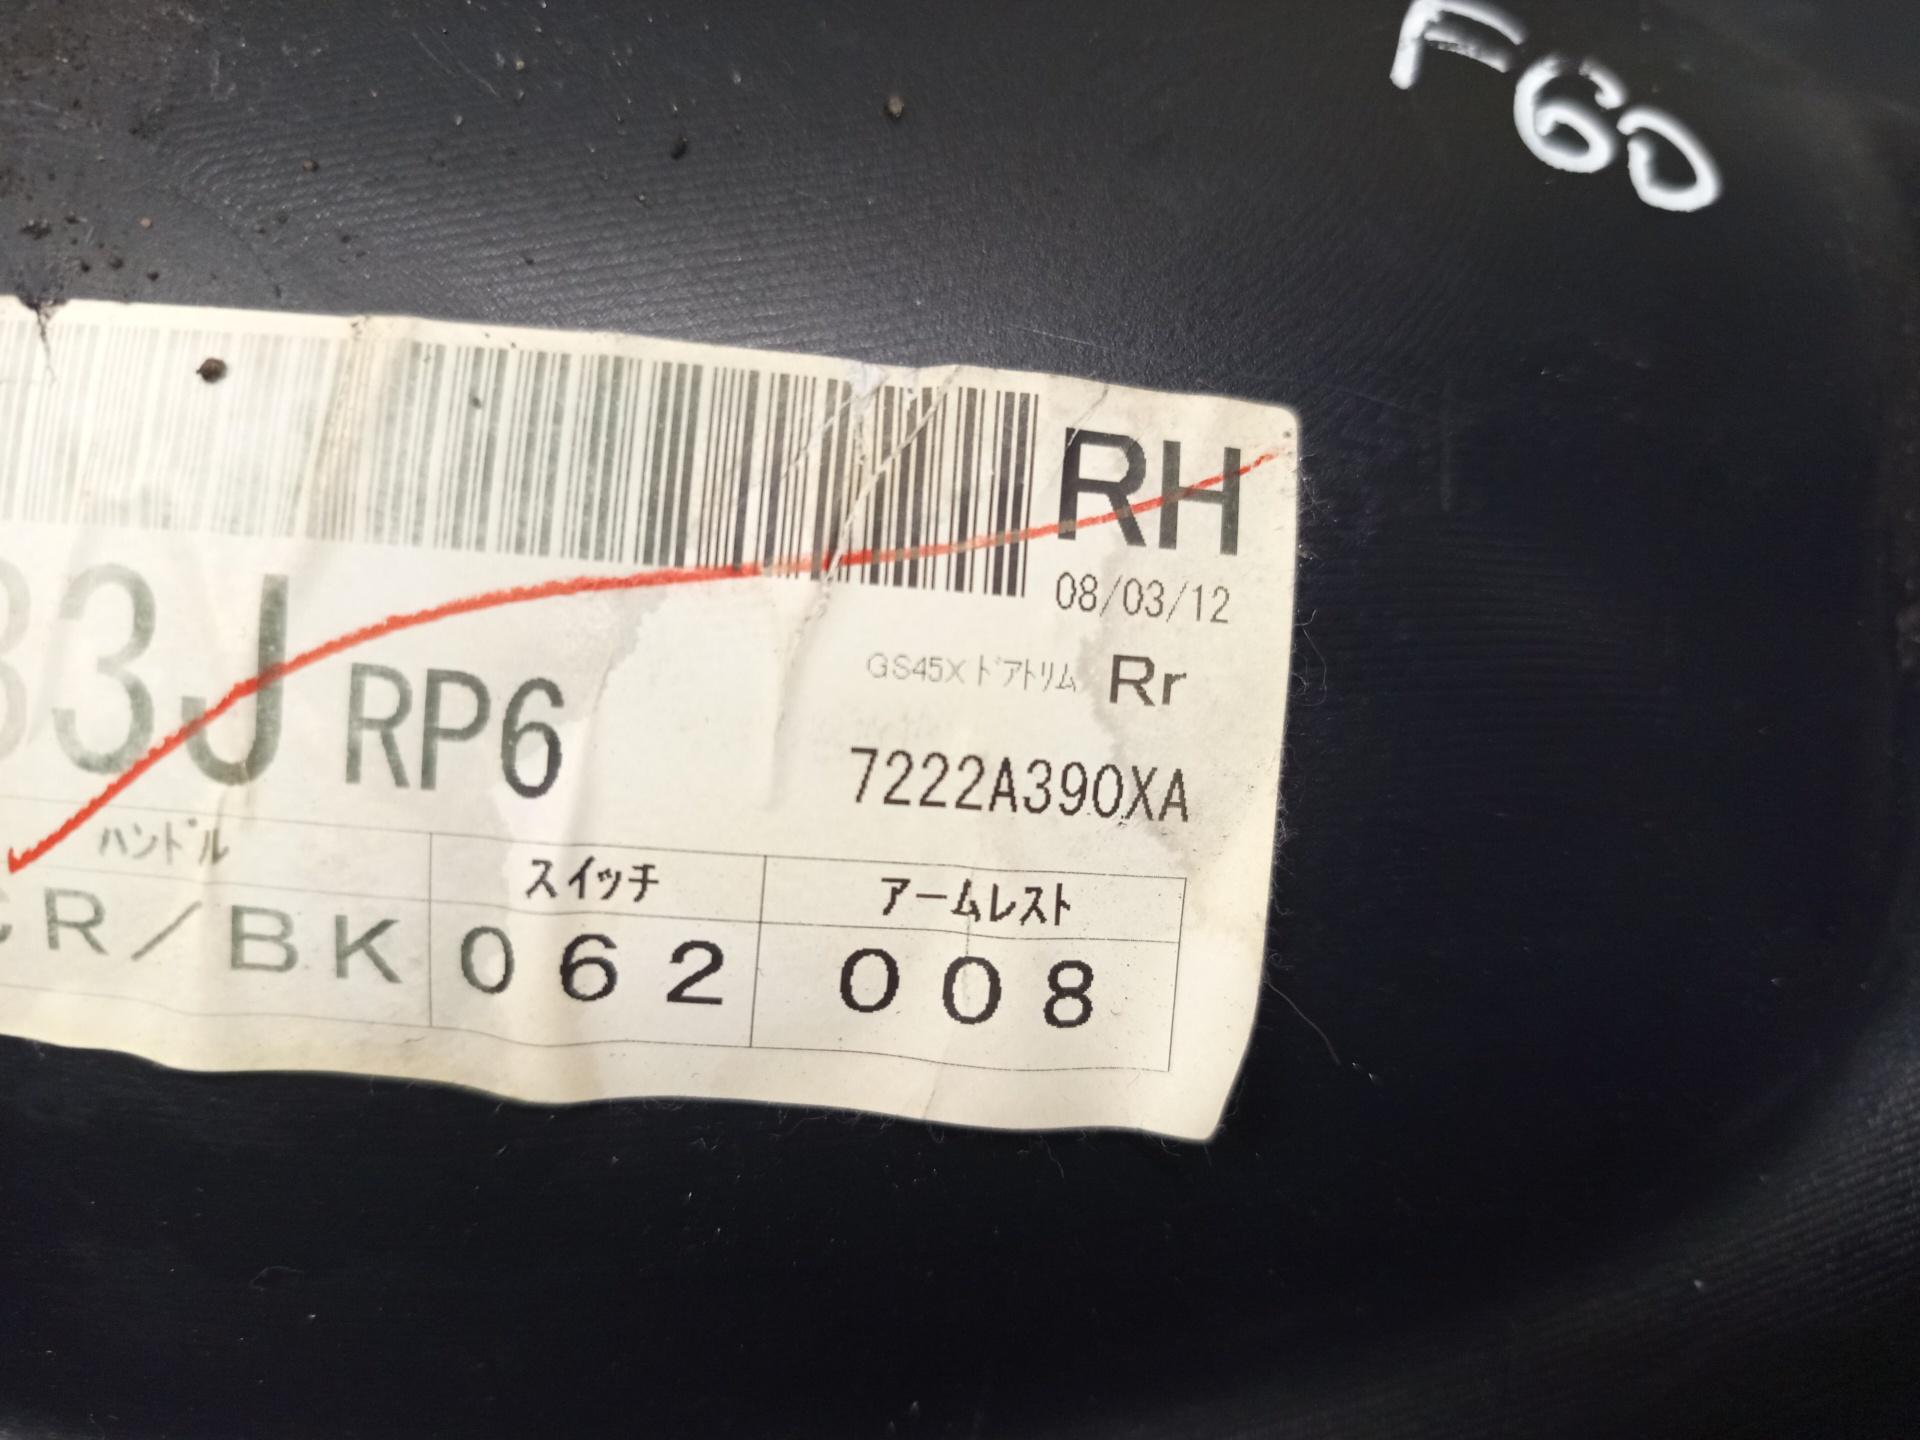 F60
RH
08/03/12
GS45X ドアトリム Rr
33J RP6
7222A390XA
ハンドル スイッチ アームレスト
CR/BK 062 008